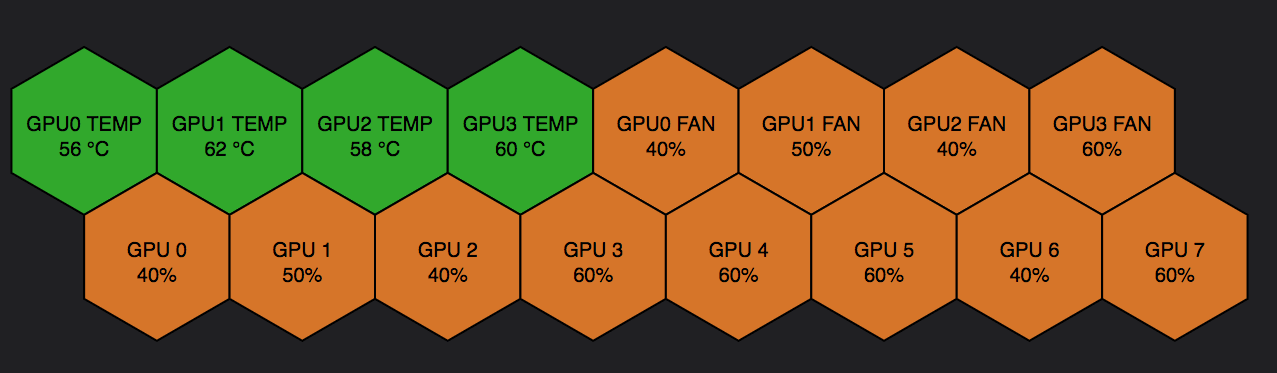 GPU0 TEMP
56 °C
GPU1 TEMP
62 °C
GPU2 TEMP
58 °C
GPU3 TEMP
60 °C
GPU0 FAN
40%
GPU1 FAN
50%
GPU2 FAN
40%
GPU3 FAN
60%
GPU 0
40%
GPU 1
50%
GPU 2
40%
GPU 3
60%
GPU 4
60%
GPU 5
60%
GPU 6
40%
GPU 7
60%